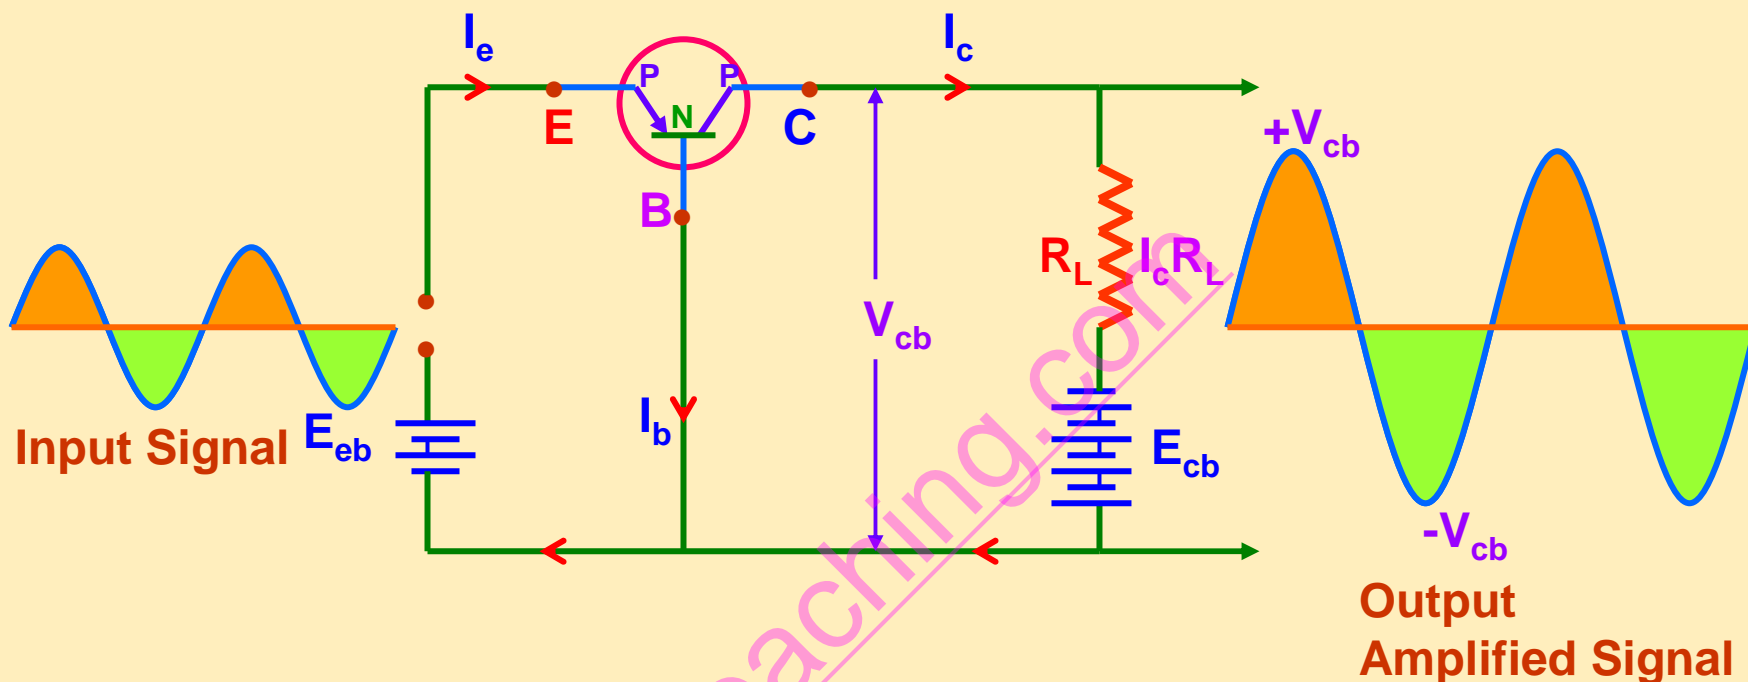 Ie
Ic
P
P
N
E
C
B
+Vcb
RL
IcRL
Vcb
Ib
Input Signal
Eeb
Ecb
-Vcb
Output
Amplified Signal
aching.com